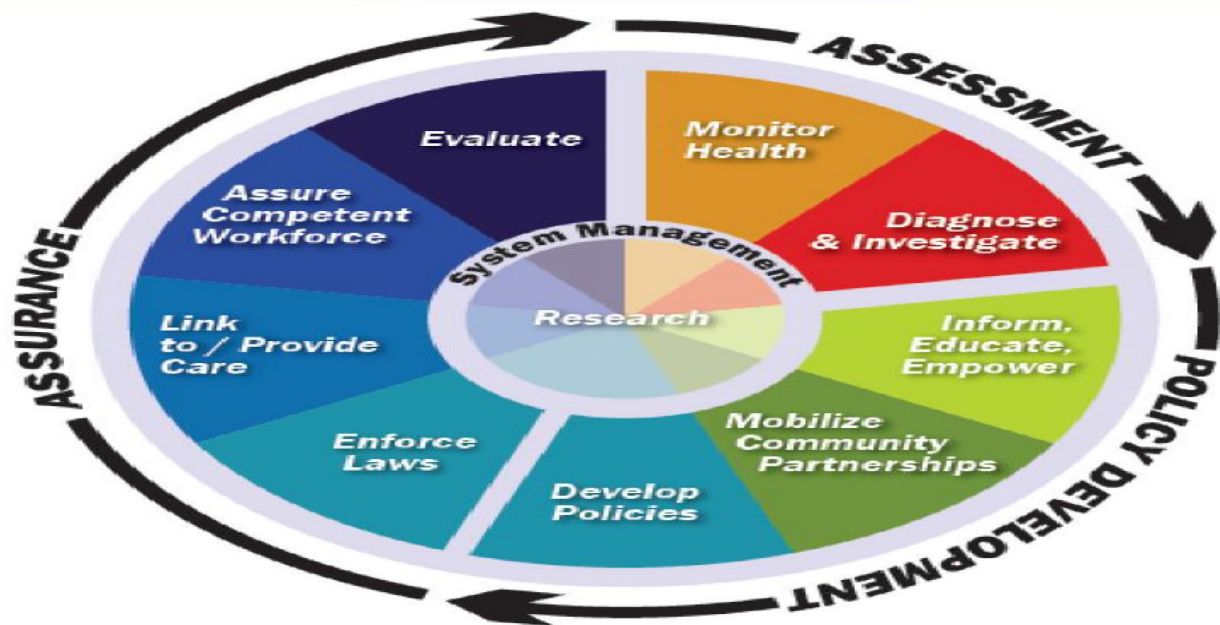 ASSESSMENT
Monitor
Health
Diagnose
& Investigate
POLICY DEVELOPMENT
Inform,
Educate,
Empower
Mobilize
Community
Partnerships
Develop
Policies
ASSURANCE
Enforce
Laws
Link
to / Provide
Care
Assure
Competent
Workforce
Evaluate
System Management
Research